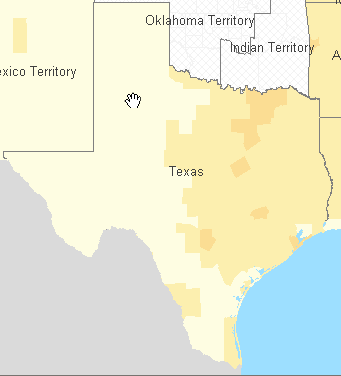 Oklahoma Territory
Indian Territory
exico Territory
A
Texas